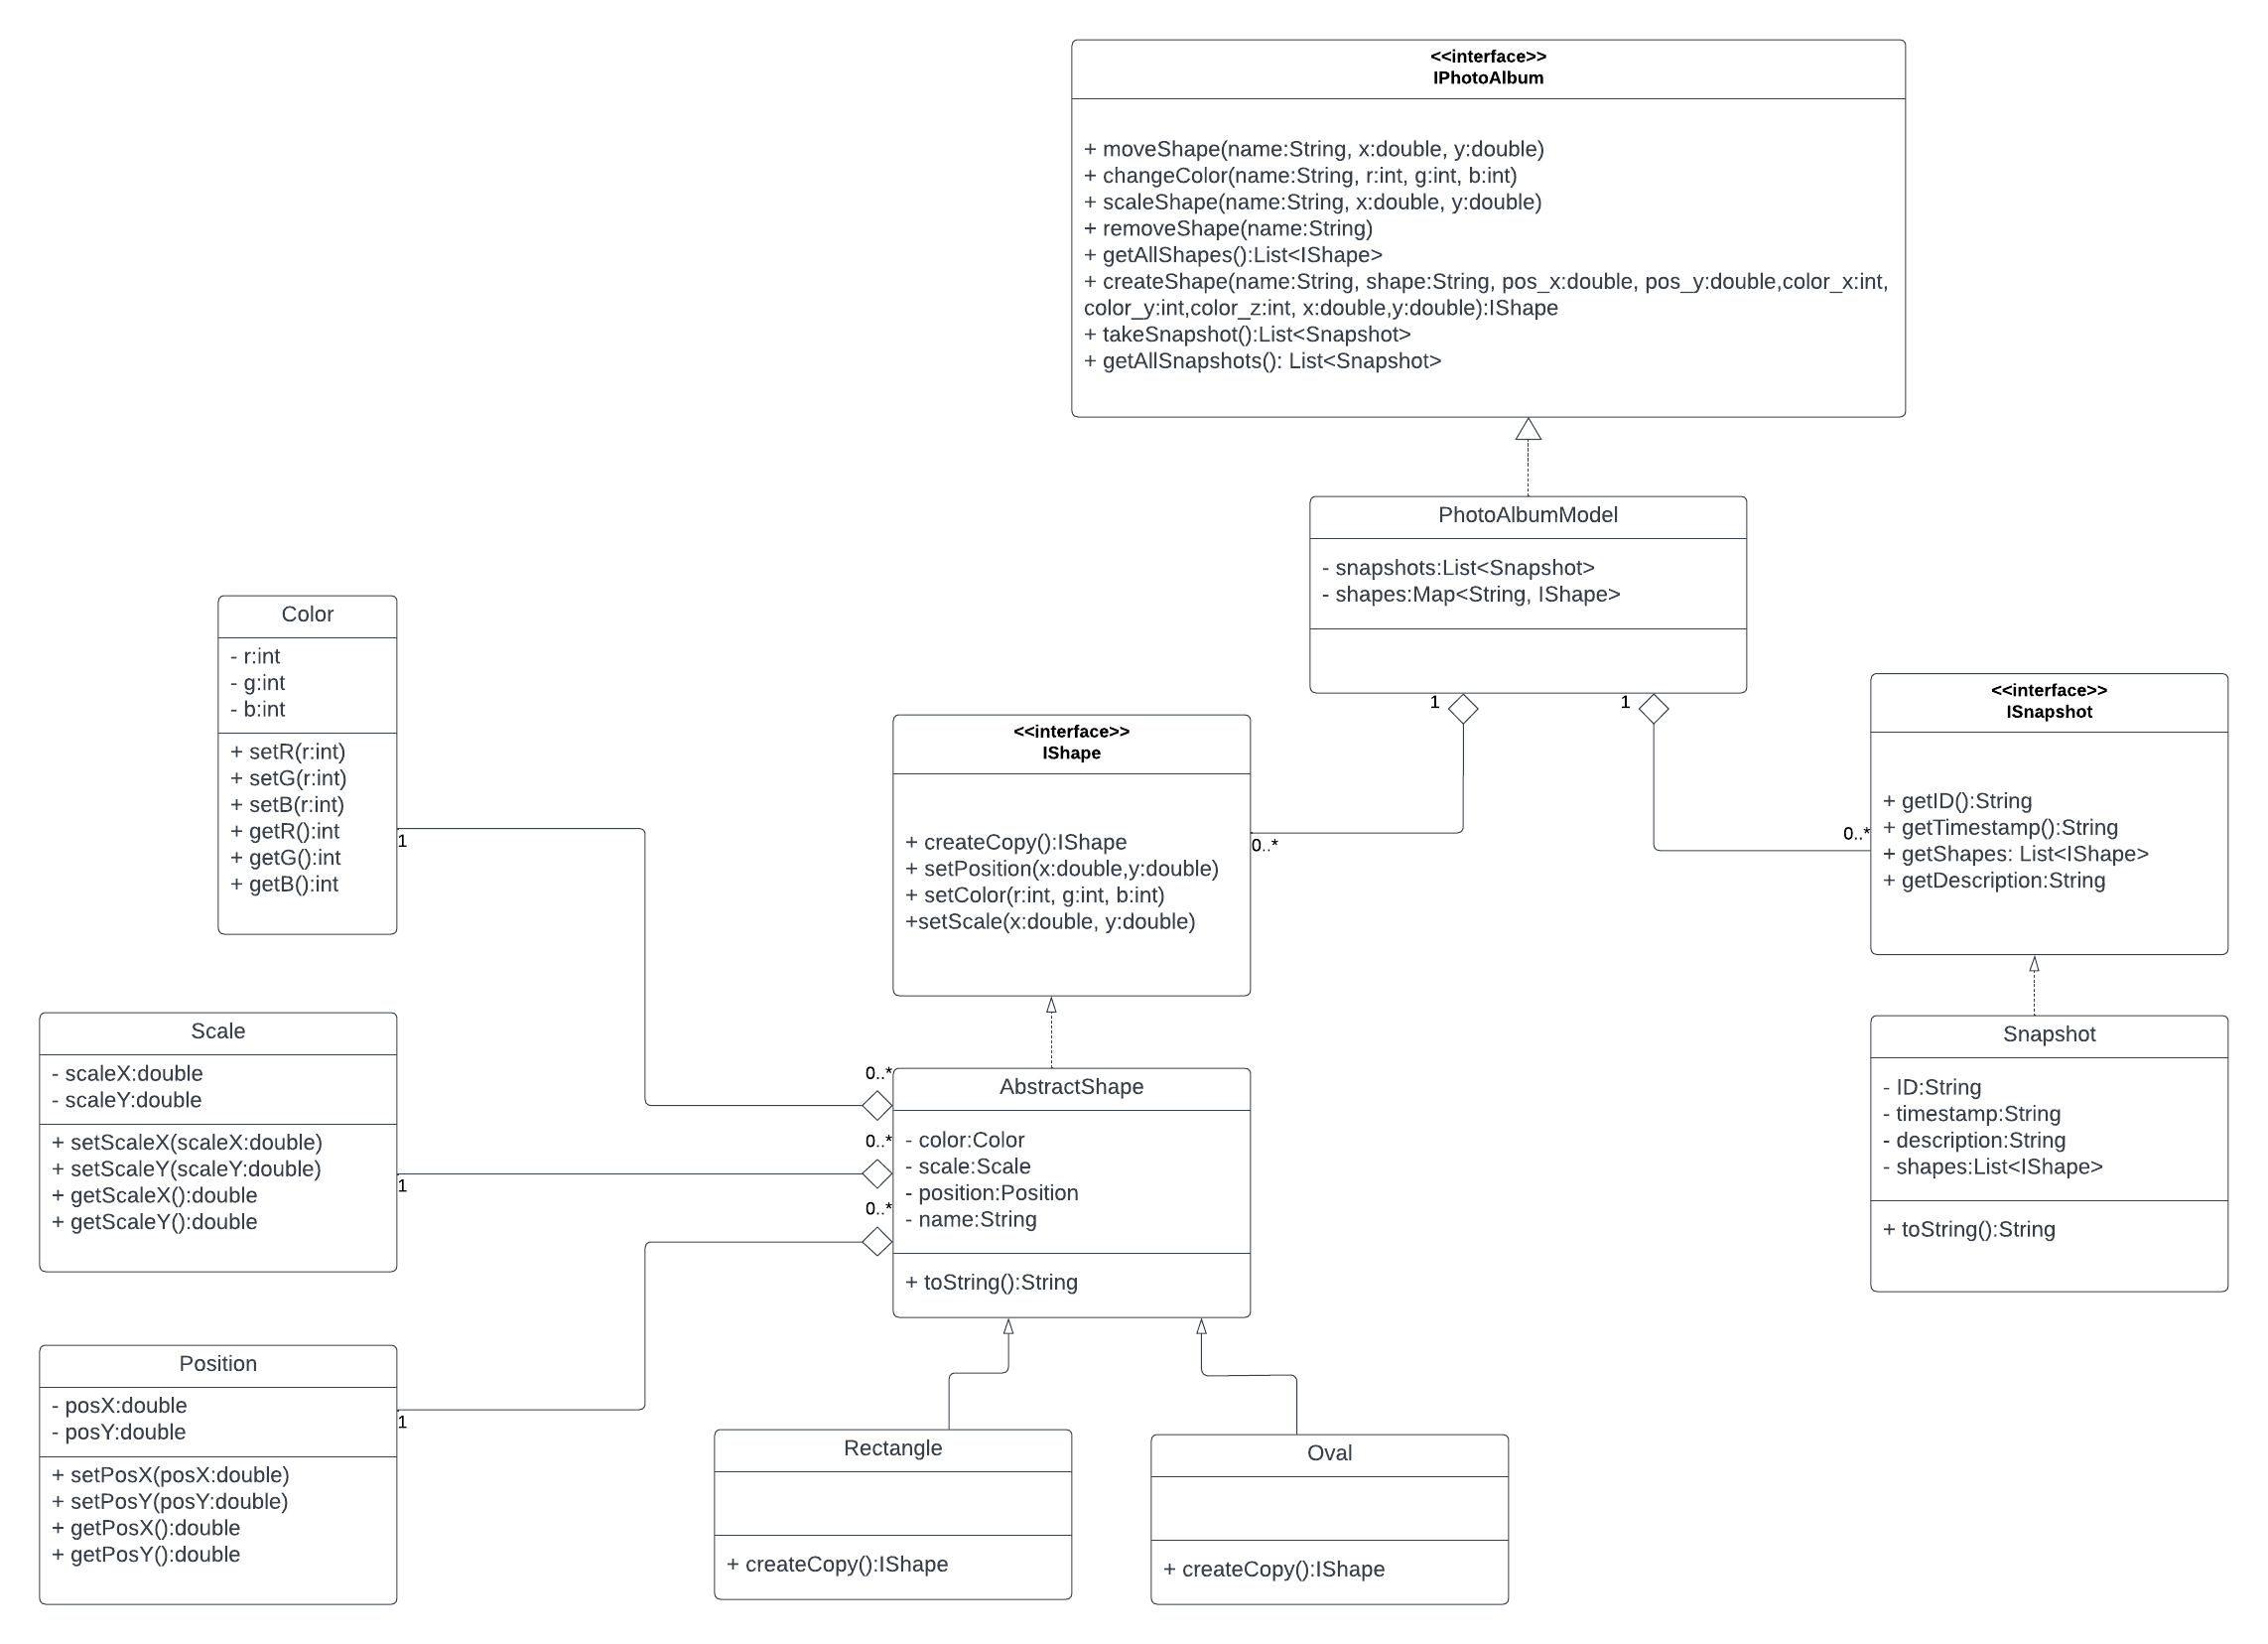 <<interface>>
IPhotoAlbum
+ moveShape(name:String, x:double, y:double)
+ changeColor(name:String, r:int, g:int, b:int)
+ scaleShape(name:String, x:double, y:double)
+ removeShape(name:String)
+ getAllShapes():List<IShape>
+ createShape(name:String, shape:String, pos_x:double, pos_y:double,color_x:int,
color_y:int,color_z:int, x:double,y:double):IShape
+ takeSnapshot():List<Snapshot>
+ getAllSnapshots(): List<Snapshot>
PhotoAlbumModel
- snapshots:List<Snapshot>
- shapes:Map<String, IShape>
1
1
Color
- r:int
- g:int
- b:int
+ setR(r:int)
+ setG(r:int)
+ setB(r:int)
+ getR():int
+ getG():int
+ getB():int
1
<<interface>>
IShape
+ createCopy():IShape
+ setPosition(x:double,y:double)
+ setColor(r:int, g:int, b:int)
+setScale(x:double, y:double)
0..*
<<interface>>
ISnapshot
+ getID():String
+ getTimestamp():String
+ getShapes: List<IShape>
+ getDescription:String
0..*
Scale
- scaleX:double
- scaleY:double
+ setScaleX(scaleX:double)
+ setScaleY(scaleY:double)
+ getScaleX():double
+ getScaleY():double
1
0..*
0..*
0..*
AbstractShape
- color:Color
- scale:Scale
- position:Position
- name:String
+ toString():String
Snapshot
- ID:String
- timestamp:String
- description:String
- shapes:List<IShape>
+ toString():String
Position
- posX:double
- posY:double
+ setPosX(posX:double)
+ setPosY(posY:double)
+ getPosX():double
+ getPosY():double
1
Rectangle
+ createCopy():IShape
Oval
+ createCopy():IShape